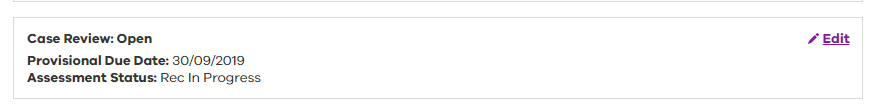 Case Review: Open
Edit
Provisional Due Date: 30/09/2019
Assessment Status: Rec In Progress